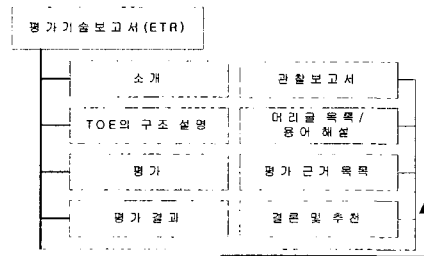 평가기술보고서(ETR)
소개
관찰보고서
TOE의 구조 설명
머리글 목록/
용어 해설
평가
평가 근거 목록
평가 결과
결론 및 추천